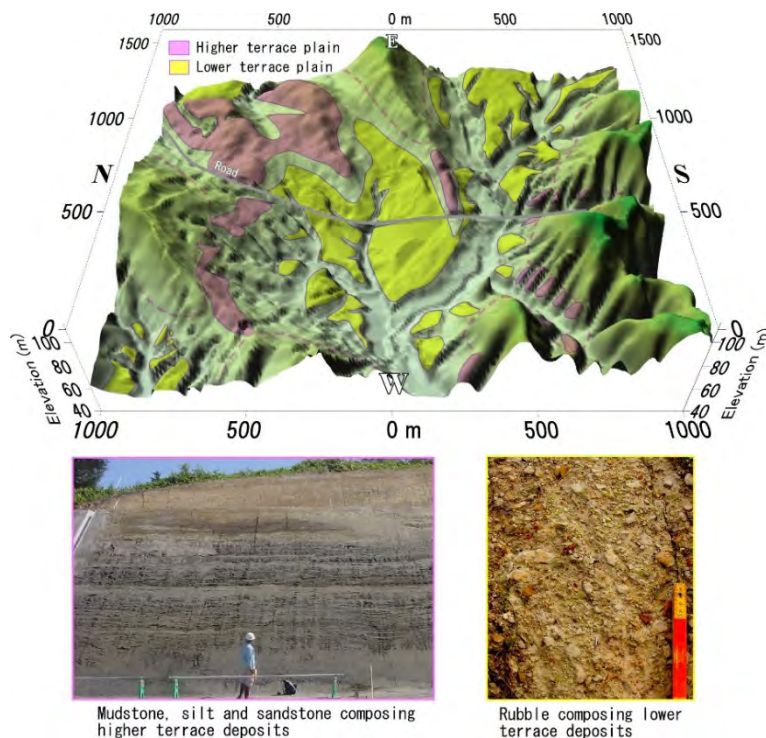 1000 500 0 m 500 1000
1500 E 1500
Higher terrace plain
Lower terrace plain
1000 1000
Road
N S
500 500
0 0
100 100
80 80
60 60
40 40
Elevation (m) Elevation (m)
W
1000 500 0 m 500 1000
Mudstone, silt and sandstone composing
higher terrace deposits
Rubble composing lower
terrace deposits